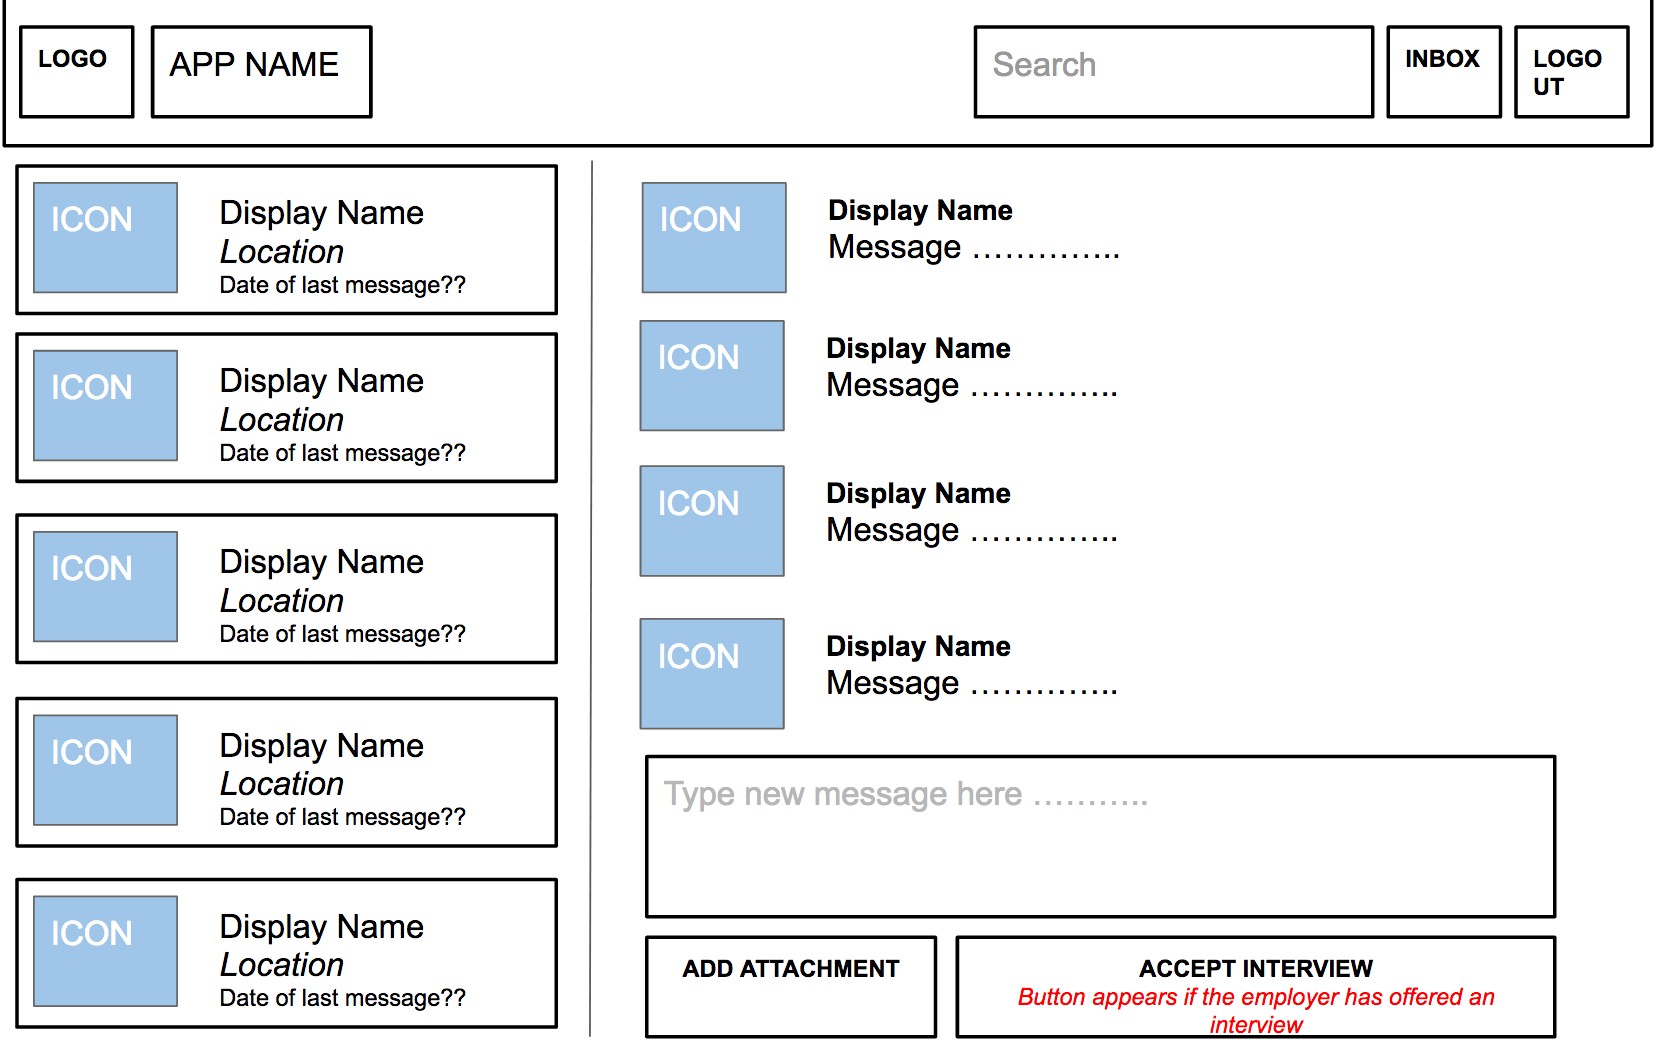 LOGO
APP NAME
Search
INBOX
LOGO
UT
ICON
Display Name
Location
Date of last message??
ICON
Display Name
Location
Date of last message??
ICON
Display Name
Location
Date of last message??
ICON
Display Name
Location
Date of last message??
ICON
Display Name
Location
Date of last message??
ICON
Display Name
Message …………..
ICON
Display Name
Message …………..
ICON
Display Name
Message …………..
ICON
Display Name
Message …………..
Type new message here ………..
ADD ATTACHMENT
ACCEPT INTERVIEW
Button appears if the employer has offered an
interview